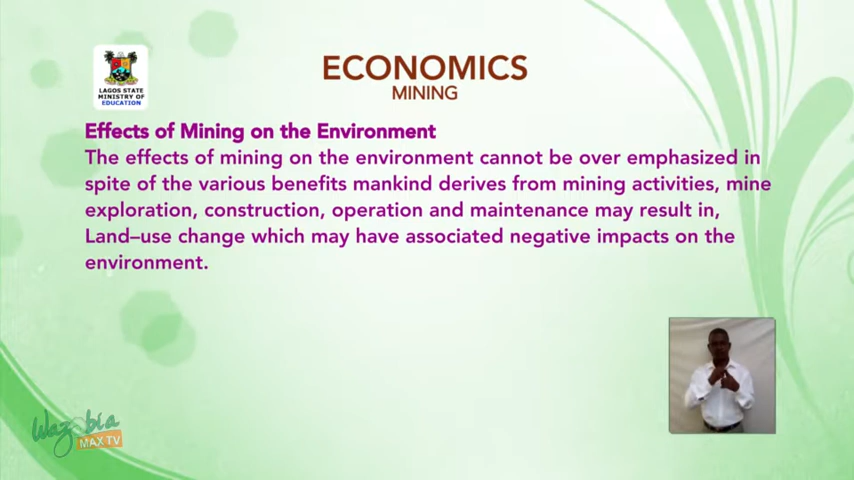 LAGOS STATE
MINISTRY OF
EDUCATION
ECONOMICS
MINING
Effects of Mining on the Environment
The effects of mining on the environment cannot be over emphasized in
spite of the various benefits mankind derives from mining activities, mine
exploration, construction, operation and maintenance may result in,
Land–use change which may have associated negative impacts on the
environment.
Wazobia
MAX TV